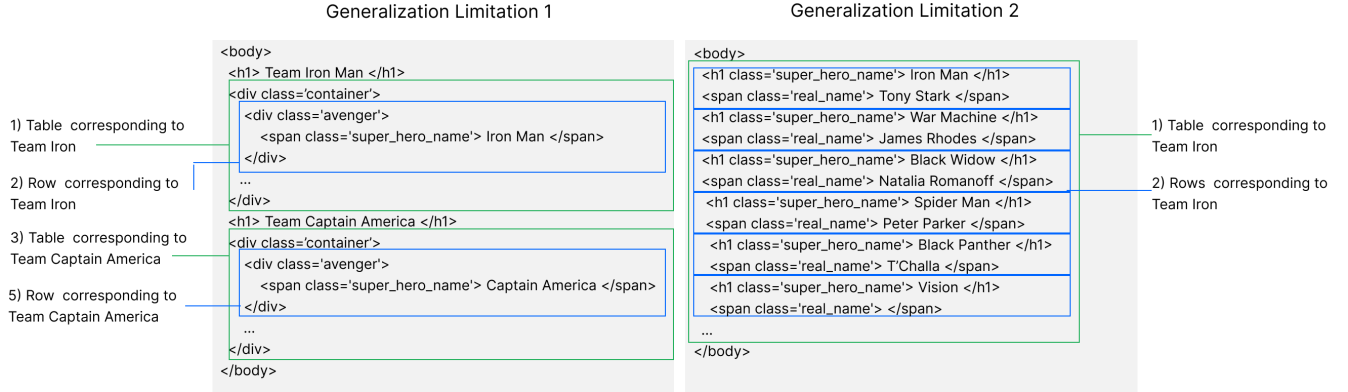 Generalization Limitation 1
<body>
<h1> Team Iron Man </h1>
<div class='container'>
<div class='avenger'>
<span class='super_hero_name'> Iron Man </span>
</div>
...
</div>
<h1> Team Captain America </h1>
<div class='container'>
<div class='avenger'>
<span class='super_hero_name'> Captain America </span>
</div>
...
</div>
</body>
1) Table corresponding to
Team Iron
2) Row corresponding to
Team Iron
3) Table corresponding to
Team Captain America
5) Row corresponding to
Team Captain America
Generalization Limitation 2
<body>
<h1 class='super_hero_name'> Iron Man </h1>
<span class='real_name'> Tony Stark </span>
<h1 class='super_hero_name'> War Machine </h1>
<span class='real_name'> James Rhodes </span>
<h1 class='super_hero_name'> Black Widow </h1>
<span class='real_name'> Natalia Romanoff </span>
<h1 class='super_hero_name'> Spider Man </h1>
<span class='real_name'> Peter Parker </span>
<h1 class='super_hero_name'> Black Panther </h1>
<span class='real_name'> T'Challa </span>
<h1 class='super_hero_name'> Vision </h1>
<span class='real_name'> </span>
...
</body>
1) Table corresponding to
Team Iron
2) Rows corresponding to
Team Iron